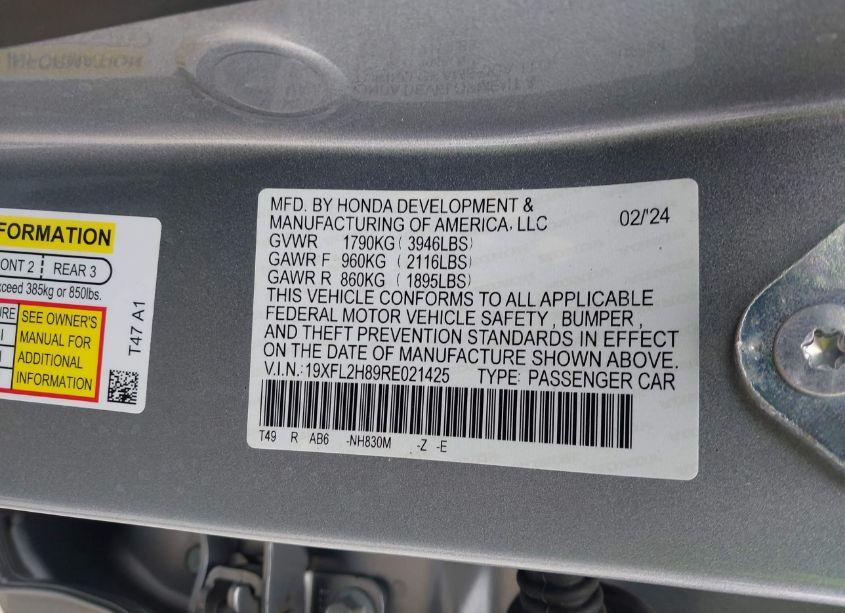 MFD. BY HONDA DEVELOPMENT &
MANUFACTURING OF AMERICA, LLC 02/'24
GVWR 1790KG ( 3946LBS)
GAWR F 960KG ( 2116LBS)
GAWR R 860KG ( 1895LBS)
THIS VEHICLE CONFORMS TO ALL APPLICABLE
FEDERAL MOTOR VEHICLE SAFETY , BUMPER ,
AND THEFT PREVENTION STANDARDS IN EFFECT
ON THE DATE OF MANUFACTURE SHOWN ABOVE.
V.I.N.:19XFL2H89RE021425 TYPE: PASSENGER CAR
T49 R AB6 -NH830M -Z -E
FORMATION
ONT 2 REAR 3
xceed 385kg or 850lbs.
URE
SEE OWNER'S
MANUAL FOR
ADDITIONAL
INFORMATION
T47 A1